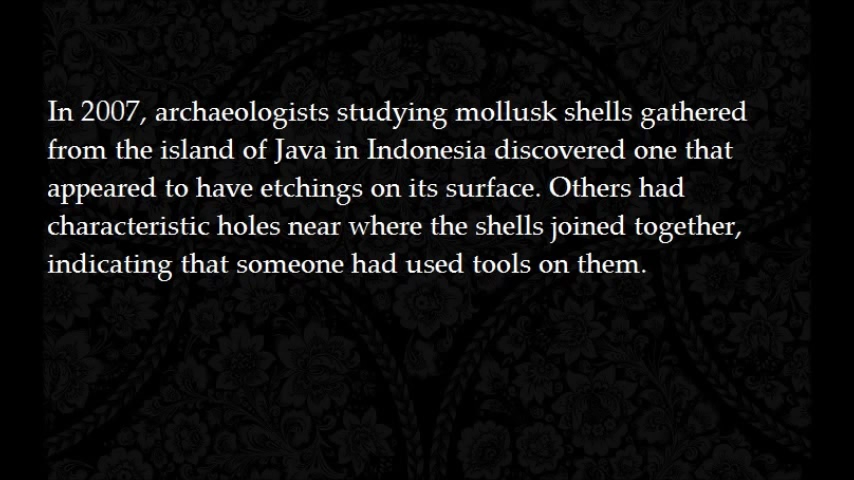 In 2007, archaeologists studying mollusk shells gathered
from the island of Java in Indonesia discovered one that
appeared to have etchings on its surface. Others had
characteristic holes near where the shells joined together,
indicating that someone had used tools on them.